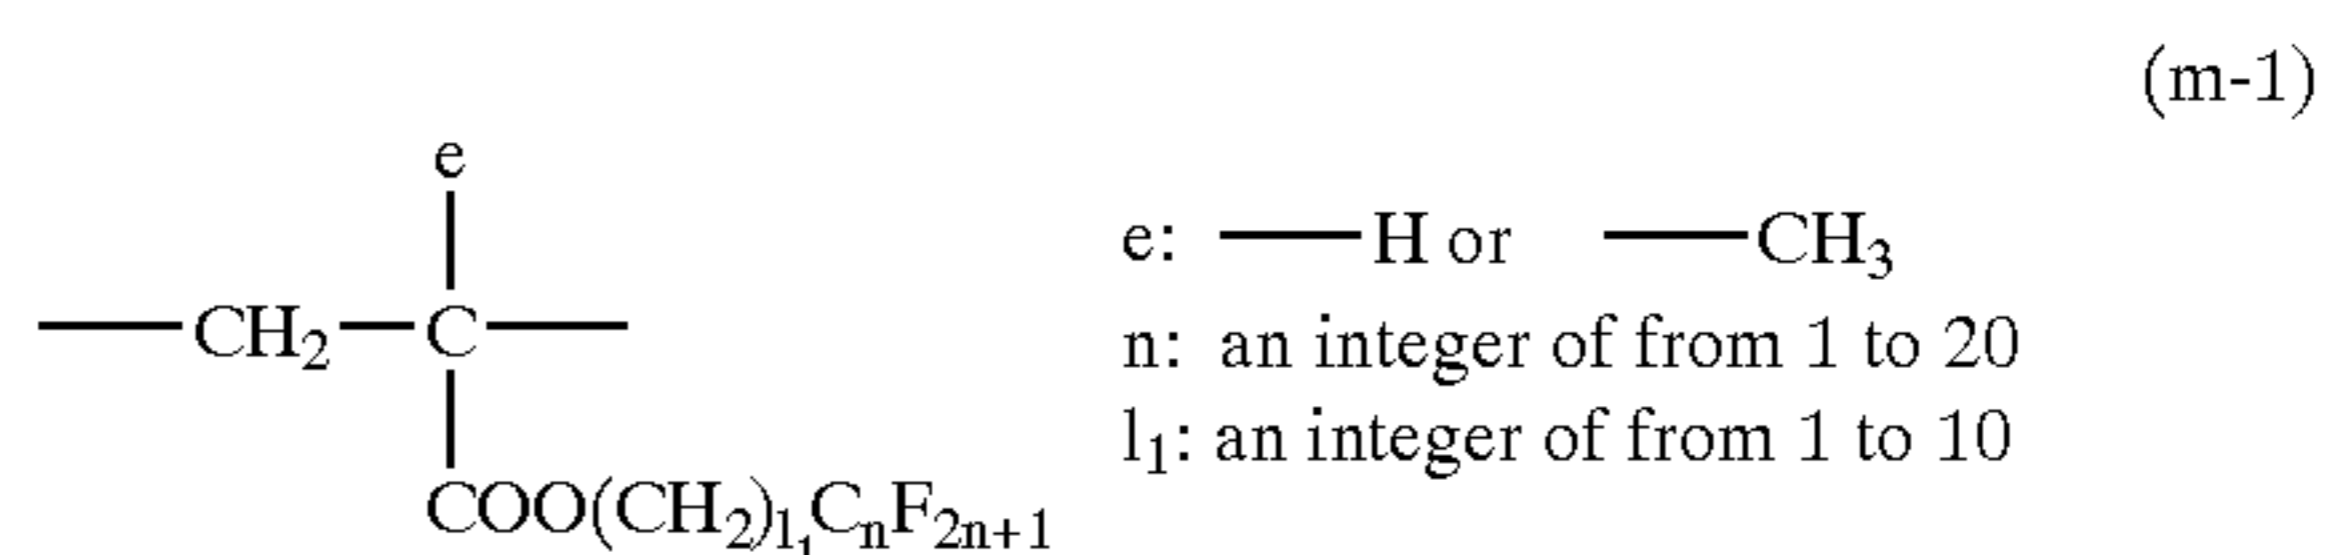 (m-1)
e
e: —H or —CH₃
—CH₂—C—
n: an integer of from 1 to 20
l₁: an integer of from 1 to 10
COO(CH₂)l₁CₙF₂ₙ₊₁